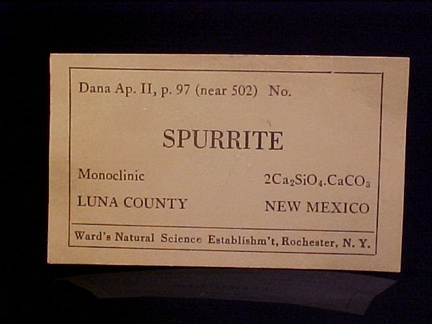 Dana Ap. II, p. 97 (near 502) No.
SPURRITE
Monoclinic 2Ca₂SiO₄.CaCO₃
LUNA COUNTY NEW MEXICO
Ward's Natural Science Establishm't, Rochester, N. Y.